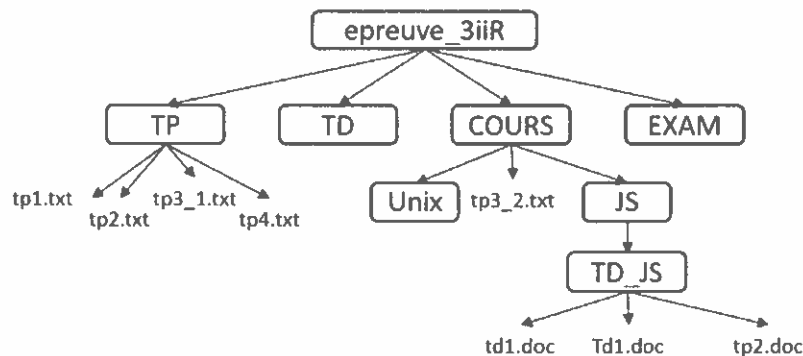 epreuve_3iiR
TP TD COURS EXAM
tp1.txt tp2.txt tp3_1.txt tp4.txt Unix tp3_2.txt JS
TD_JS
td1.doc Td1.doc tp2.doc